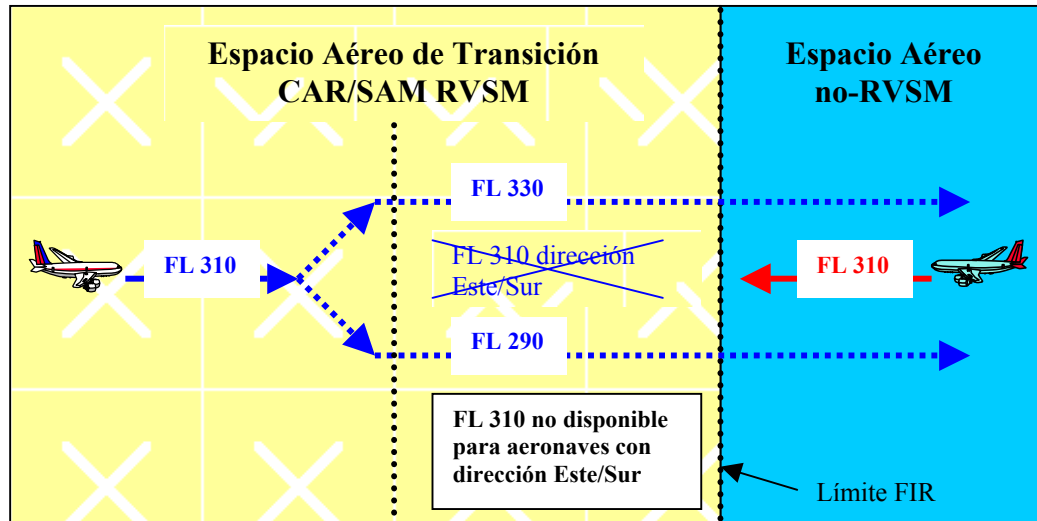 Espacio Aéreo de Transición
CAR/SAM RVSM
Espacio Aéreo
no-RVSM
FL 330
FL 310
FL 310 dirección
Este/Sur
FL 310
FL 290
FL 310 no disponible
para aeronaves con
dirección Este/Sur
Límite FIR